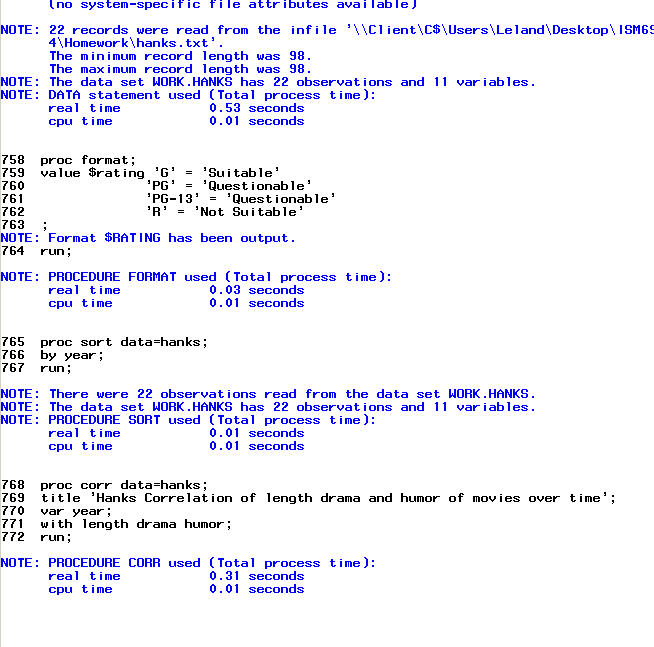 (no system-specific file attributes available)
NOTE: 22 records were read from the infile '\\Client\C$\Users\Leland\Desktop\ISM6
4\Homework\hanks.txt'.
The minimum record length was 98.
The maximum record length was 98.
NOTE: The data set WORK.HANKS has 22 observations and 11 variables.
NOTE: DATA statement used (Total process time):
real time 0.53 seconds
cpu time 0.01 seconds
758 proc format;
759 value $rating 'G' = 'Suitable'
760 'PG' = 'Questionable'
761 'PG-13' = 'Questionable'
762 'R' = 'Not Suitable'
763 ;
NOTE: Format $RATING has been output.
764 run;
NOTE: PROCEDURE FORMAT used (Total process time):
real time 0.03 seconds
cpu time 0.01 seconds
765 proc sort data=hanks;
766 by year;
767 run;
NOTE: There were 22 observations read from the data set WORK.HANKS.
NOTE: The data set WORK.HANKS has 22 observations and 11 variables.
NOTE: PROCEDURE SORT used (Total process time):
real time 0.01 seconds
cpu time 0.01 seconds
768 proc corr data=hanks;
769 title 'Hanks Correlation of length drama and humor of movies over time';
770 var year;
771 with length drama humor;
772 run;
NOTE: PROCEDURE CORR used (Total process time):
real time 0.31 seconds
cpu time 0.01 seconds